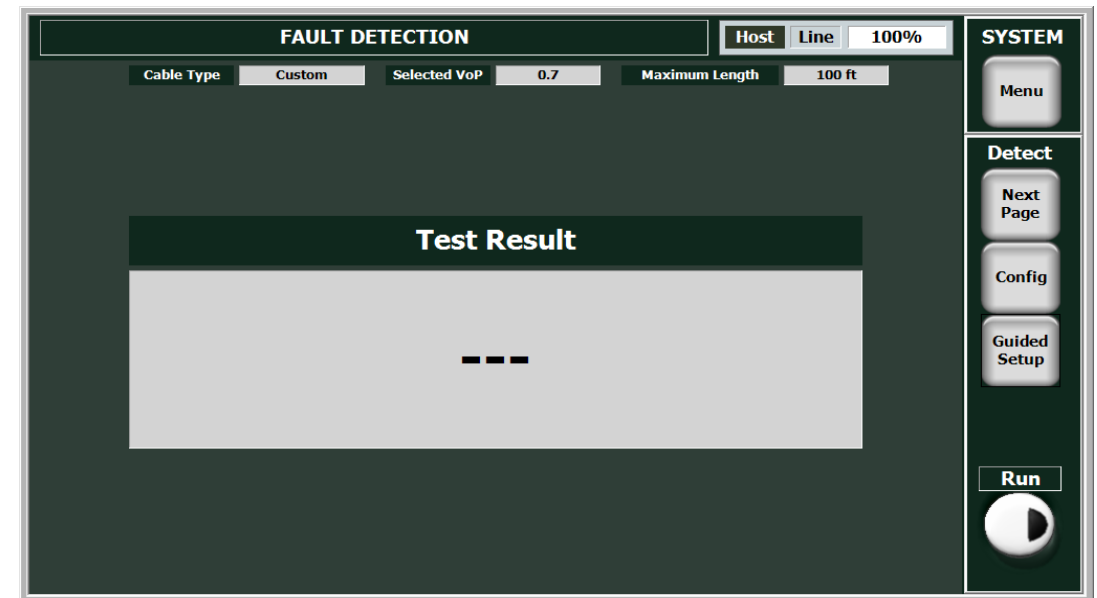 FAULT DETECTION
Host Line 100%
SYSTEM
Cable Type Custom Selected VoP 0.7 Maximum Length 100 ft
Menu
Detect
Next
Page
Test Result
Config
---
Guided
Setup
Run